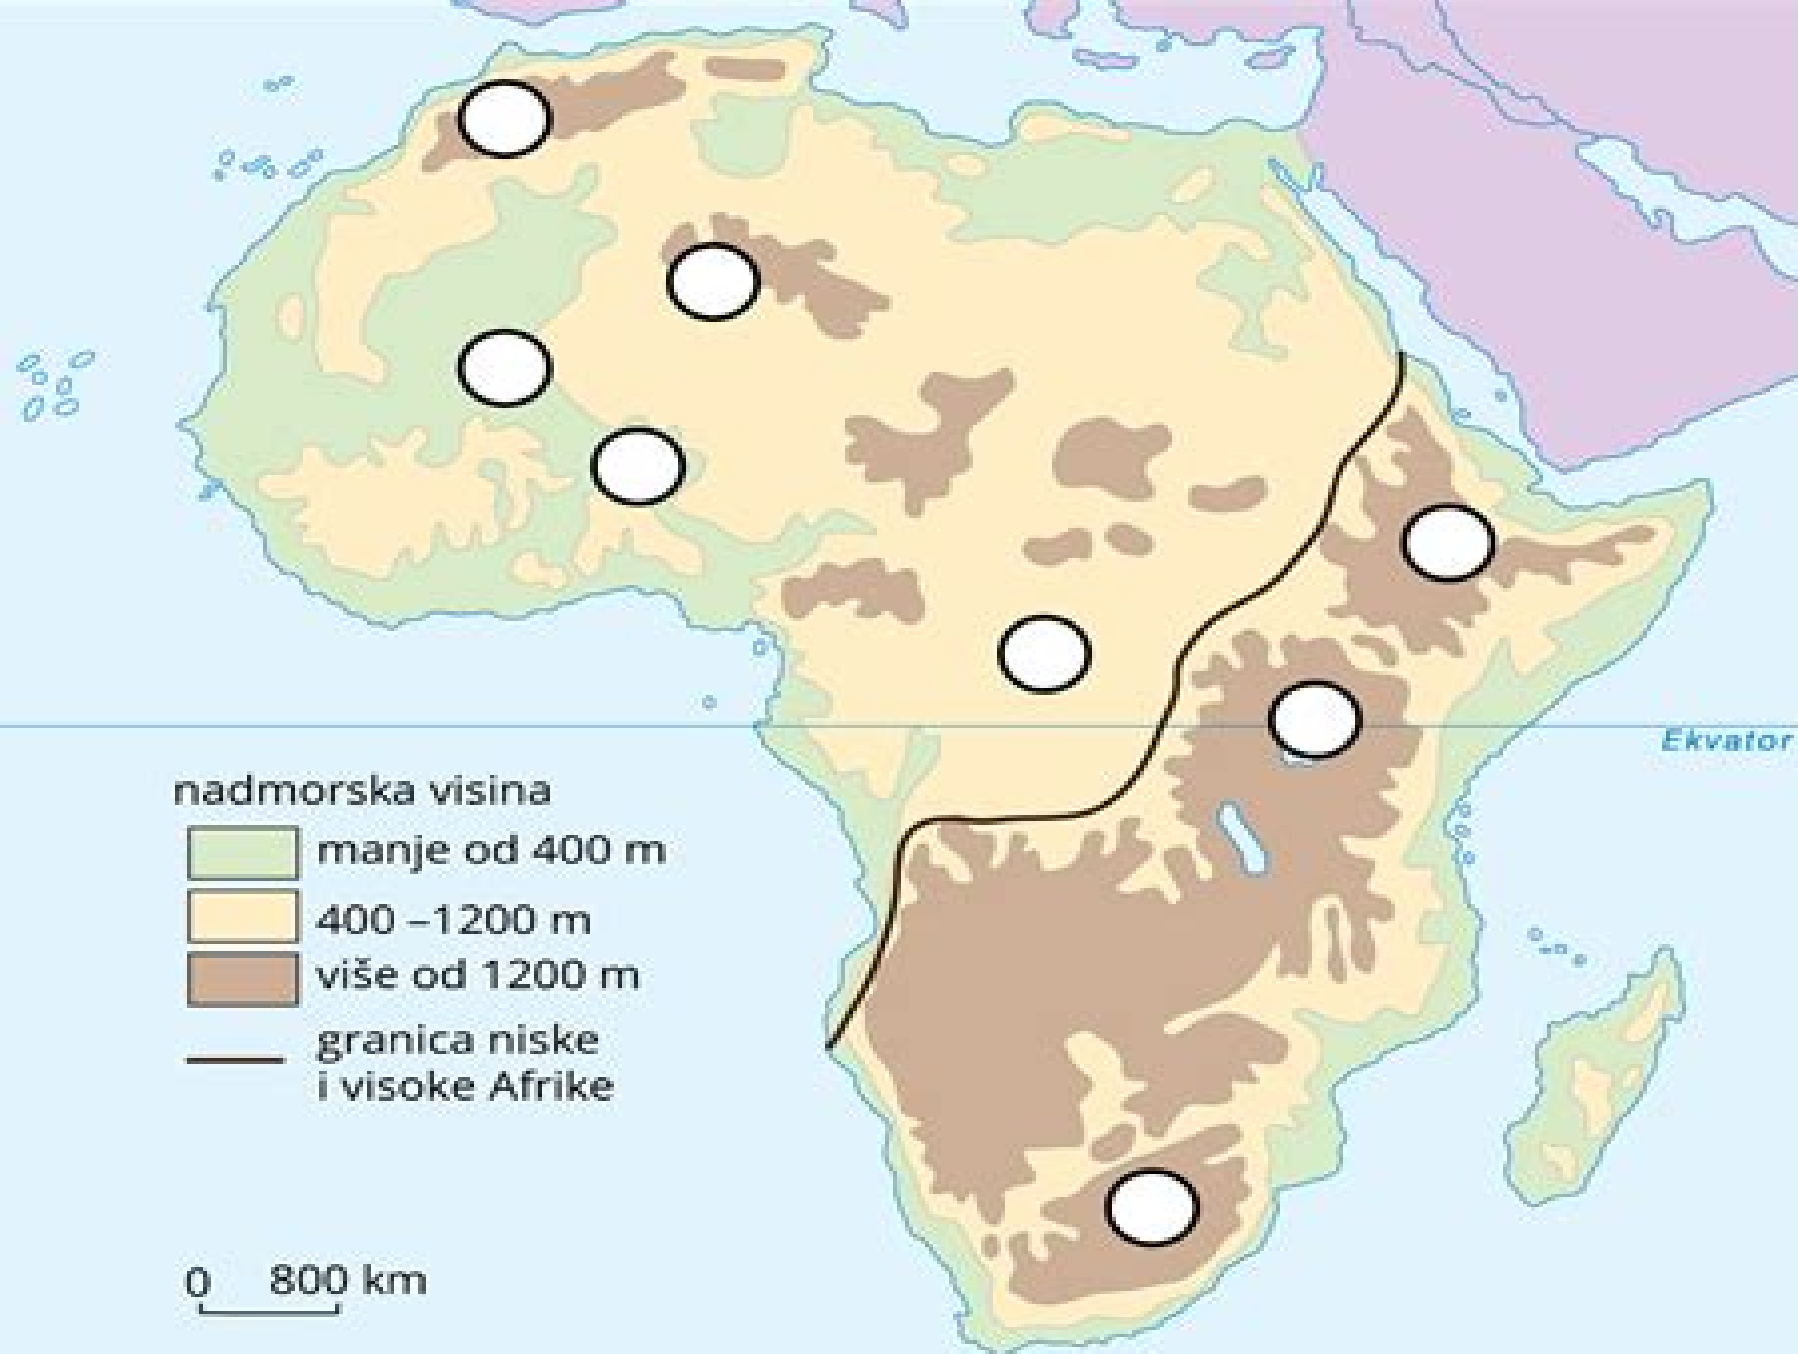 Ekvator
nadmorska visina
manje od 400 m
400 –1200 m
više od 1200 m
granica niske
i visoke Afrike
0 800 km